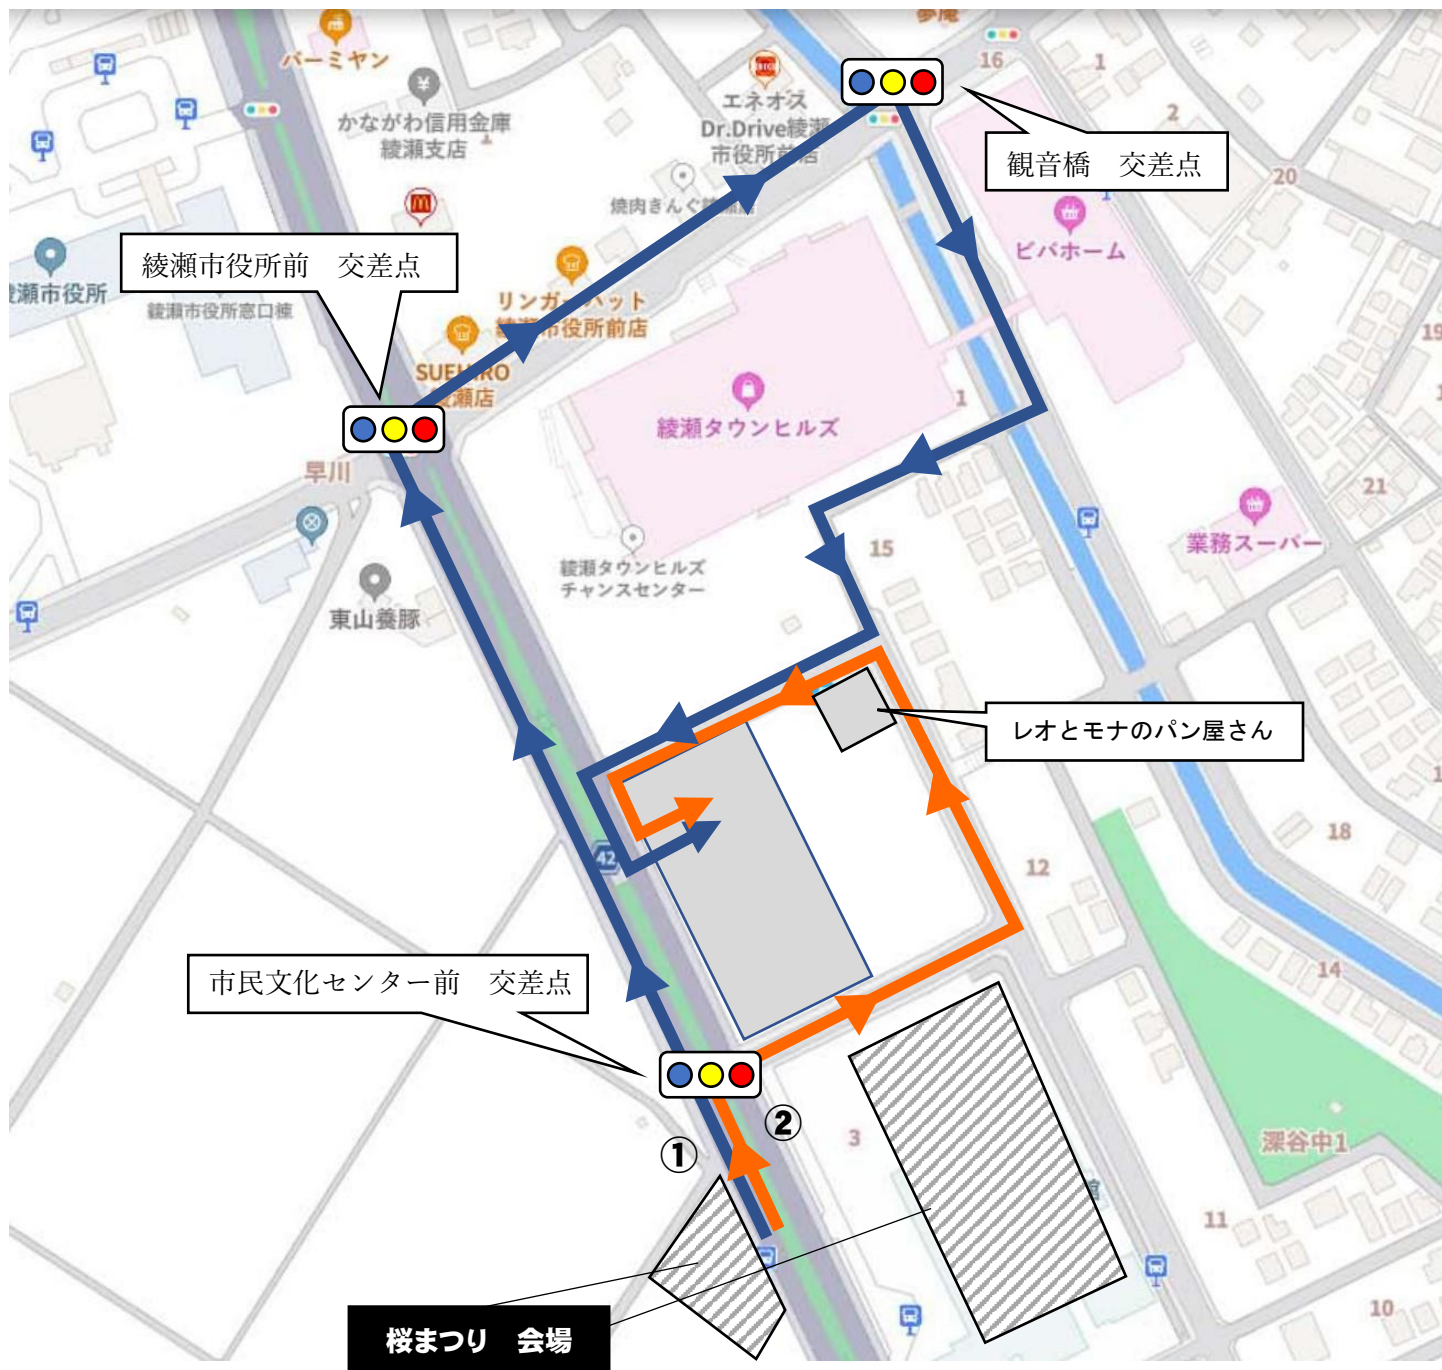 夢庵
バーミヤン
16
1
エネオス
Dr.Drive綾瀬
市役所前店
かながわ信用金庫
綾瀬支店
2
観音橋　交差点
20
焼肉きんぐ綾瀬店
ビバホーム
綾瀬市役所前　交差点
綾瀬市役所
綾瀬市役所窓口棟
リンガーハット
綾瀬市役所前店
19
SUEHIRO
綾瀬店
1
綾瀬タウンヒルズ
早川
21
15
業務スーパー
綾瀬タウンヒルズ
チャンスセンター
東山養豚
レオとモナのパン屋さん
18
42
12
市民文化センター前　交差点
14
①
②
3
深谷中1
館
11
10
桜まつり　会場